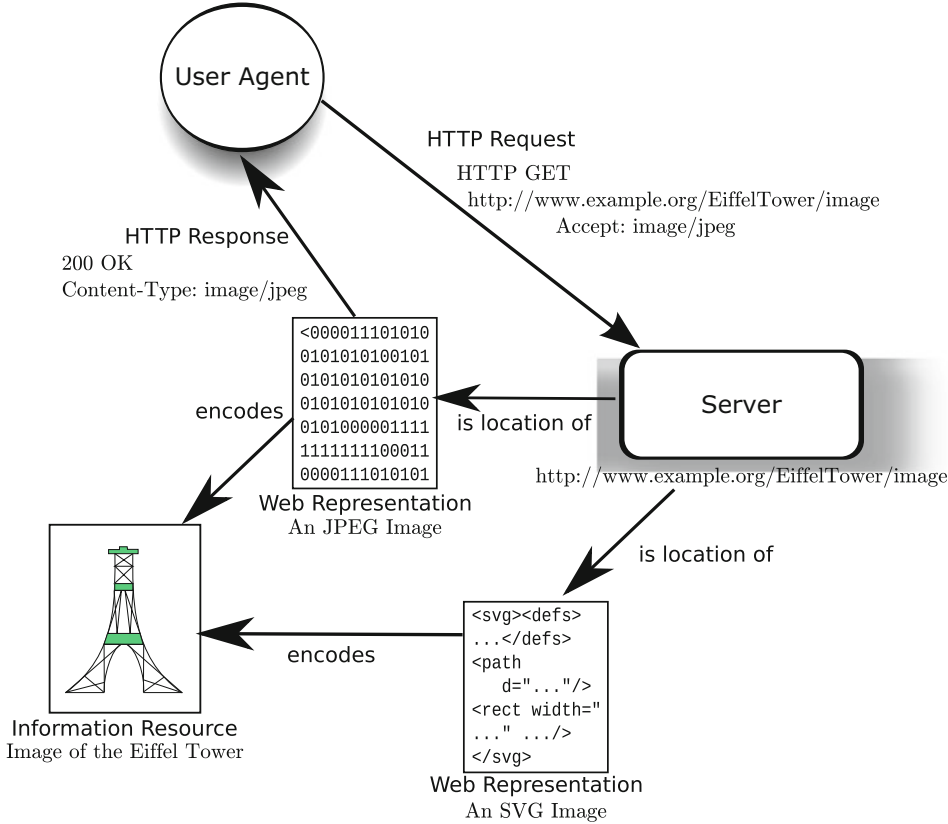 User Agent
HTTP Request
HTTP GET
http://www.example.org/EiffelTower/image
Accept: image/jpeg
HTTP Response
200 OK
Content-Type: image/jpeg
<000011101010
0101010100101
0101010101010
0101010101010
0101000001111
1111111100011
0000111010101
Web Representation
An JPEG Image
encodes
is location of
Server
http://www.example.org/EiffelTower/image
is location of
Information Resource
Image of the Eiffel Tower
encodes
<svg><defs>
...</defs>
<path
d="..."/>
<rect width="
..." .../>
</svg>
Web Representation
An SVG Image